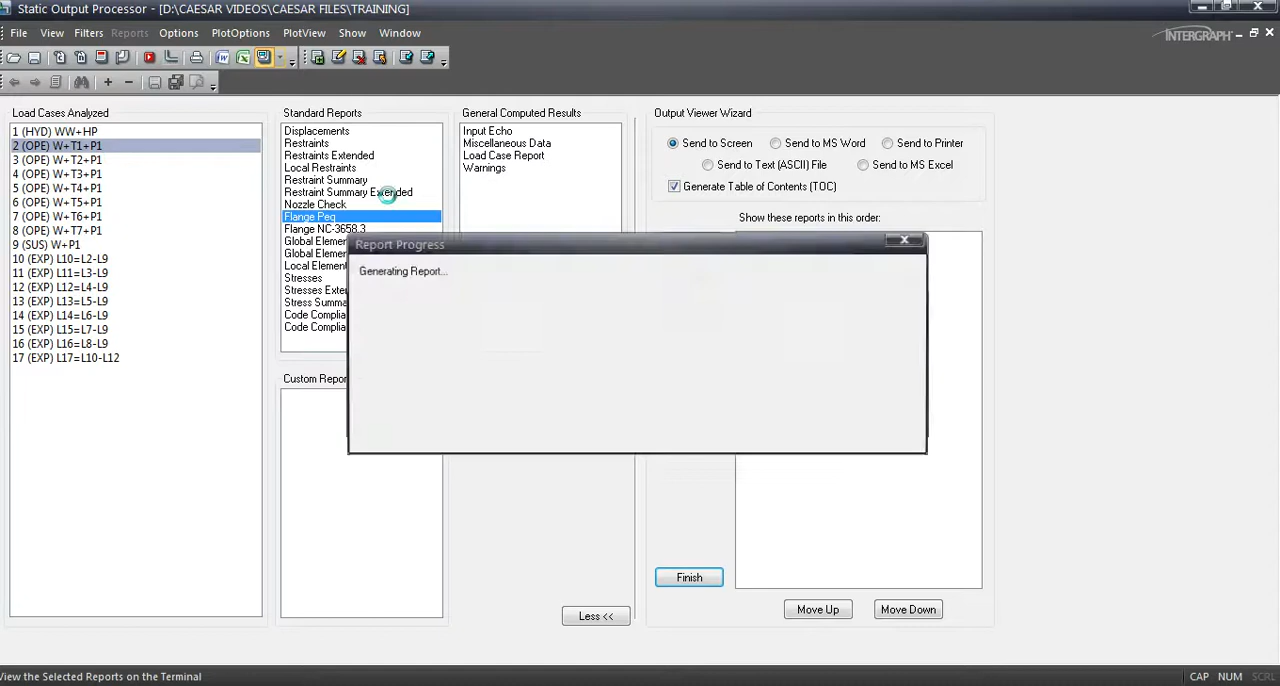 Static Output Processor - [D:\CAESAR VIDEOS\CAESAR FILES\TRAINING]
File View Filters Reports Options PlotOptions PlotView Show Window
INTERGRAPH
Load Cases Analyzed
1 (HYD) WW+HP
2 (OPE) W+T1+P1
3 (OPE) W+T2+P1
4 (OPE) W+T3+P1
5 (OPE) W+T4+P1
6 (OPE) W+T5+P1
7 (OPE) W+T6+P1
8 (OPE) W+T7+P1
9 (SUS) W+P1
10 (EXP) L10=L2-L9
11 (EXP) L11=L3-L9
12 (EXP) L12=L4-L9
13 (EXP) L13=L5-L9
14 (EXP) L14=L6-L9
15 (EXP) L15=L7-L9
16 (EXP) L16=L8-L9
17 (EXP) L17=L10-L12
Standard Reports
Displacements
Restraints
Restraints Extended
Local Restraints
Restraint Summary
Restraint Summary Extended
Nozzle Check
Flange Peq
Flange NC-3658.3
Global Eleme
Global Eleme
Local Elemen
Stresses
Stresses Exte
Stress Summa
Code Complia
Code Complia
Custom Repor
General Computed Results
Input Echo
Miscellaneous Data
Load Case Report
Warnings
Less <<
Output Viewer Wizard
Send to Screen Send to MS Word Send to Printer
Send to Text (ASCII) File Send to MS Excel
Generate Table of Contents (TOC)
Show these reports in this order:
Report Progress
Generating Report...
Finish
Move Up Move Down
View the Selected Reports on the Terminal
CAP NUM SCRL